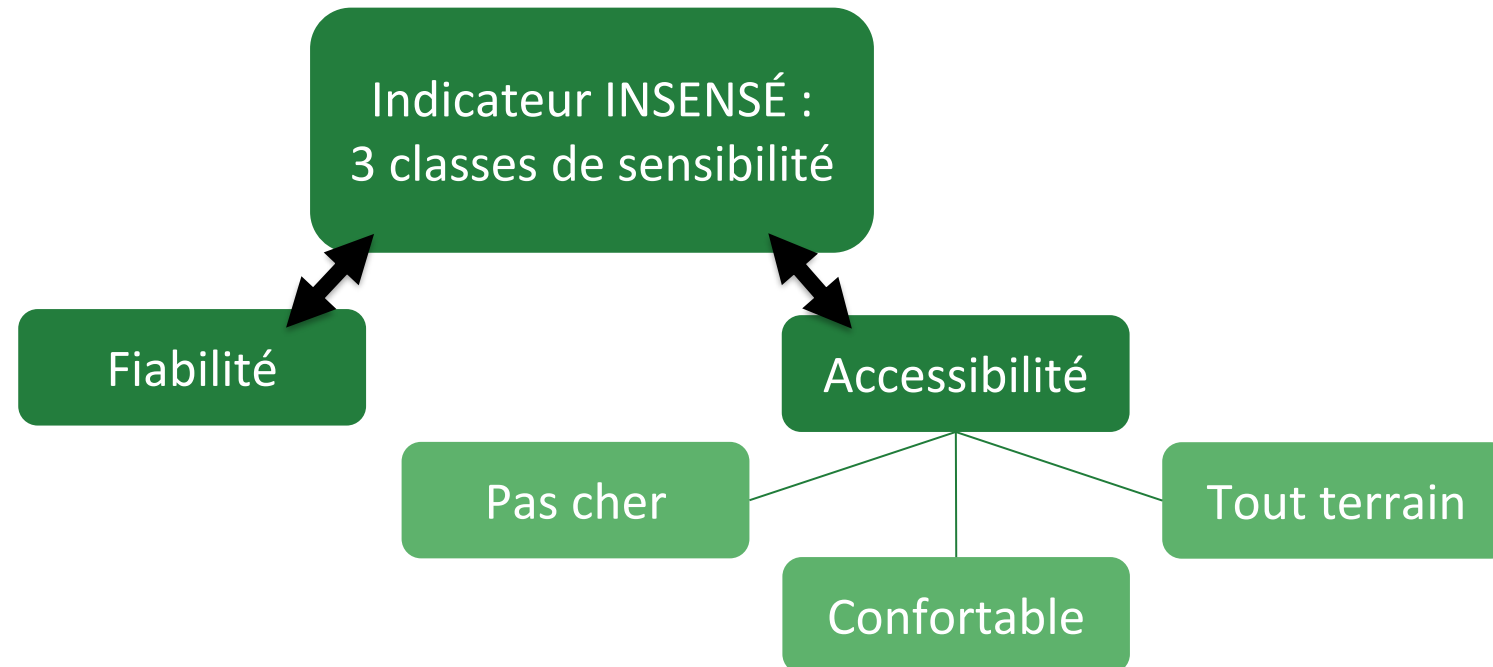 Indicateur INSENSÉ :
3 classes de sensibilité
Fiabilité
Accessibilité
Pas cher
Tout terrain
Confortable